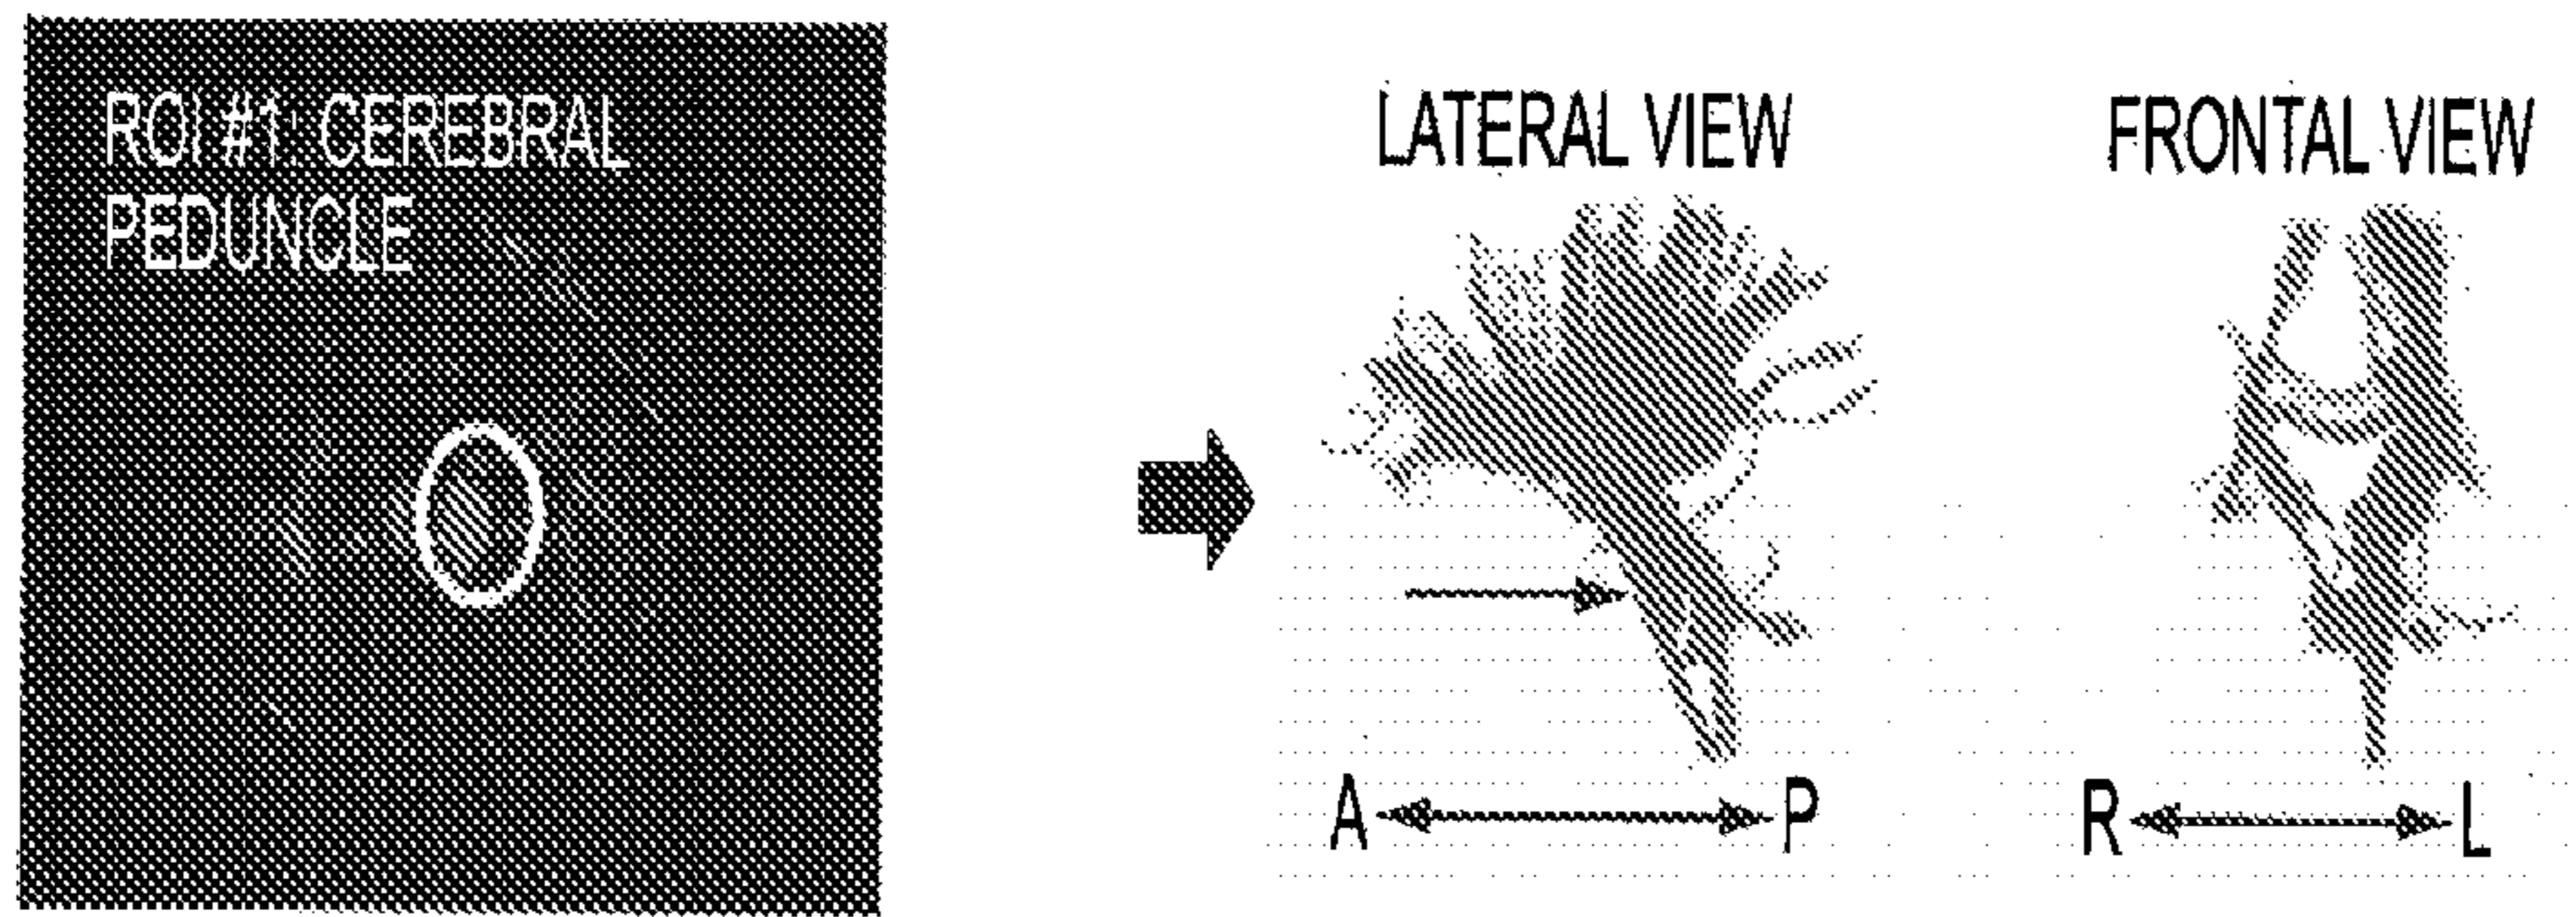 ROI #1: CEREBRAL
PEDUNCLE
LATERAL VIEW
FRONTAL VIEW
A
P
R
L